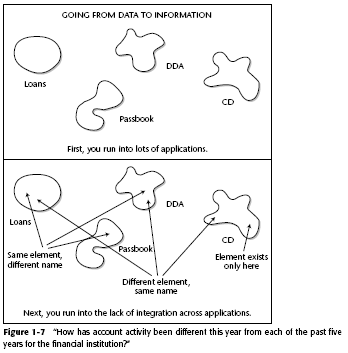 GOING FROM DATA TO INFORMATION
DDA
Loans
CD
Passbook
First, you run into lots of applications.
DDA
Loans
Passbook
CD
Same element,
different name
Element exists
only here
Different element,
same name
Next, you run into the lack of integration across applications.
Figure 1-7 "How has account activity been different this year from each of the past five
years for the financial institution?"